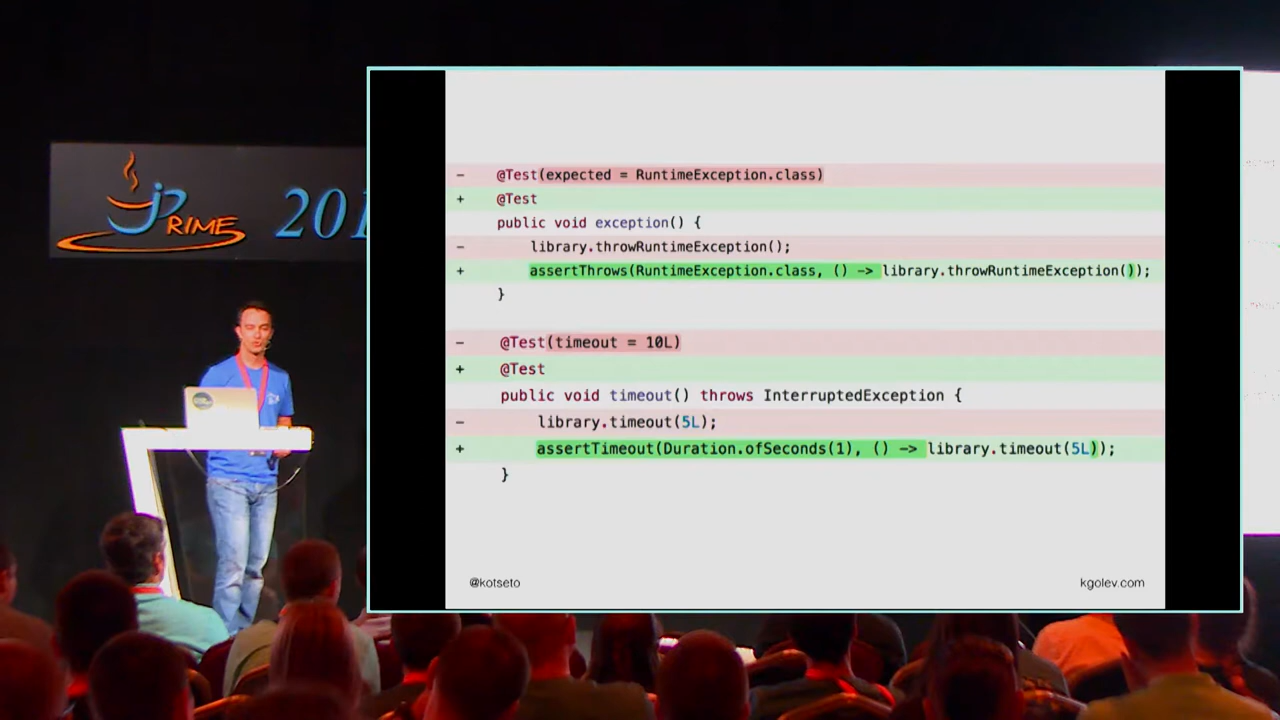 jPRIME 201
- @Test(expected = RuntimeException.class)
+ @Test
public void exception() {
- library.throwRuntimeException();
+ assertThrows(RuntimeException.class, () -> library.throwRuntimeException());
}
- @Test(timeout = 10L)
+ @Test
public void timeout() throws InterruptedException {
- library.timeout(5L);
+ assertTimeout(Duration.ofSeconds(1), () -> library.timeout(5L));
}
@kotseto kgolev.com